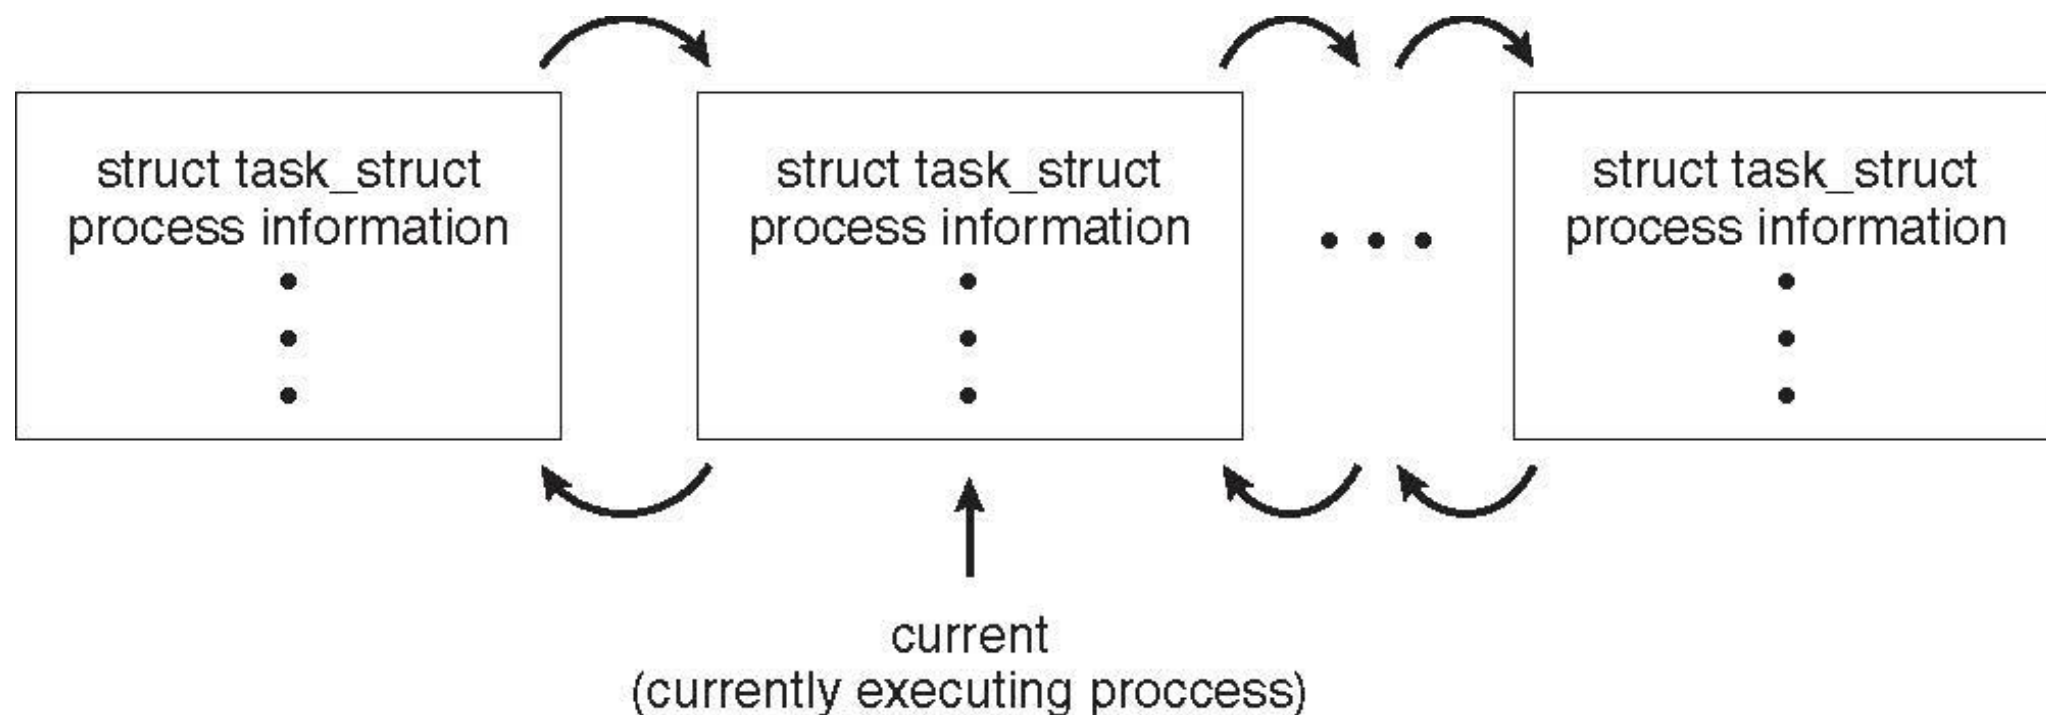 struct task_struct
process information
struct task_struct
process information
struct task_struct
process information
current
(currently executing proccess)